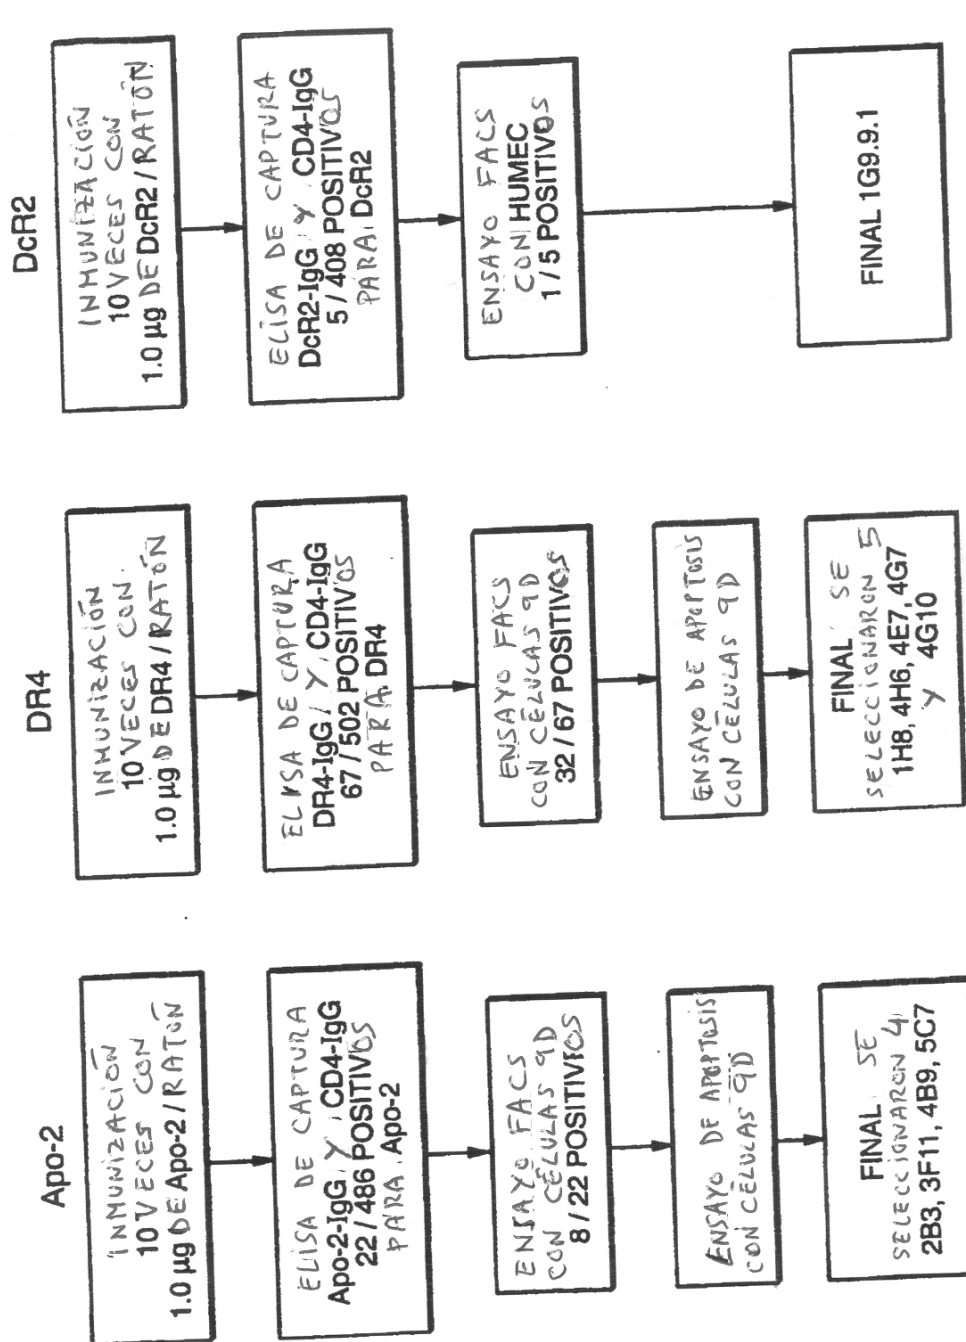 Apo-2
INMUNIZACIÓN
10 VECES CON
1.0 µg DE Apo-2 / RATÓN
ELISA DE CAPTURA
Apo-2-IgG Y CD4-IgG
22 / 486 POSITIVOS
PARA Apo-2
ENSAYO FACS
CON CÉLULAS 9D
8 / 22 POSITIVOS
ENSAYO DE APOPTOSIS
CON CÉLULAS 9D
FINAL SE
SELECCIONARON 4
2B3, 3F11, 4B9, 5C7
DR4
INMUNIZACIÓN
10 VECES CON
1.0 µg DE DR4 / RATÓN
ELISA DE CAPTURA
DR4-IgG Y CD4-IgG
67 / 502 POSITIVOS
PARA DR4
ENSAYO FACS
CON CÉLULAS 9D
32 / 67 POSITIVOS
ENSAYO DE APOPTOSIS
CON CÉLULAS 9D
FINAL SE
SELECCIONARON 5
1H8, 4H6, 4E7, 4G7
Y 4G10
DcR2
INMUNIZACIÓN
10 VECES CON
1.0 µg DE DcR2 / RATÓN
ELISA DE CAPTURA
DcR2-IgG Y CD4-IgG
5 / 408 POSITIVOS
PARA DcR2
ENSAYO FACS
CON HUMEC
1 / 5 POSITIVOS
FINAL 1G9.9.1